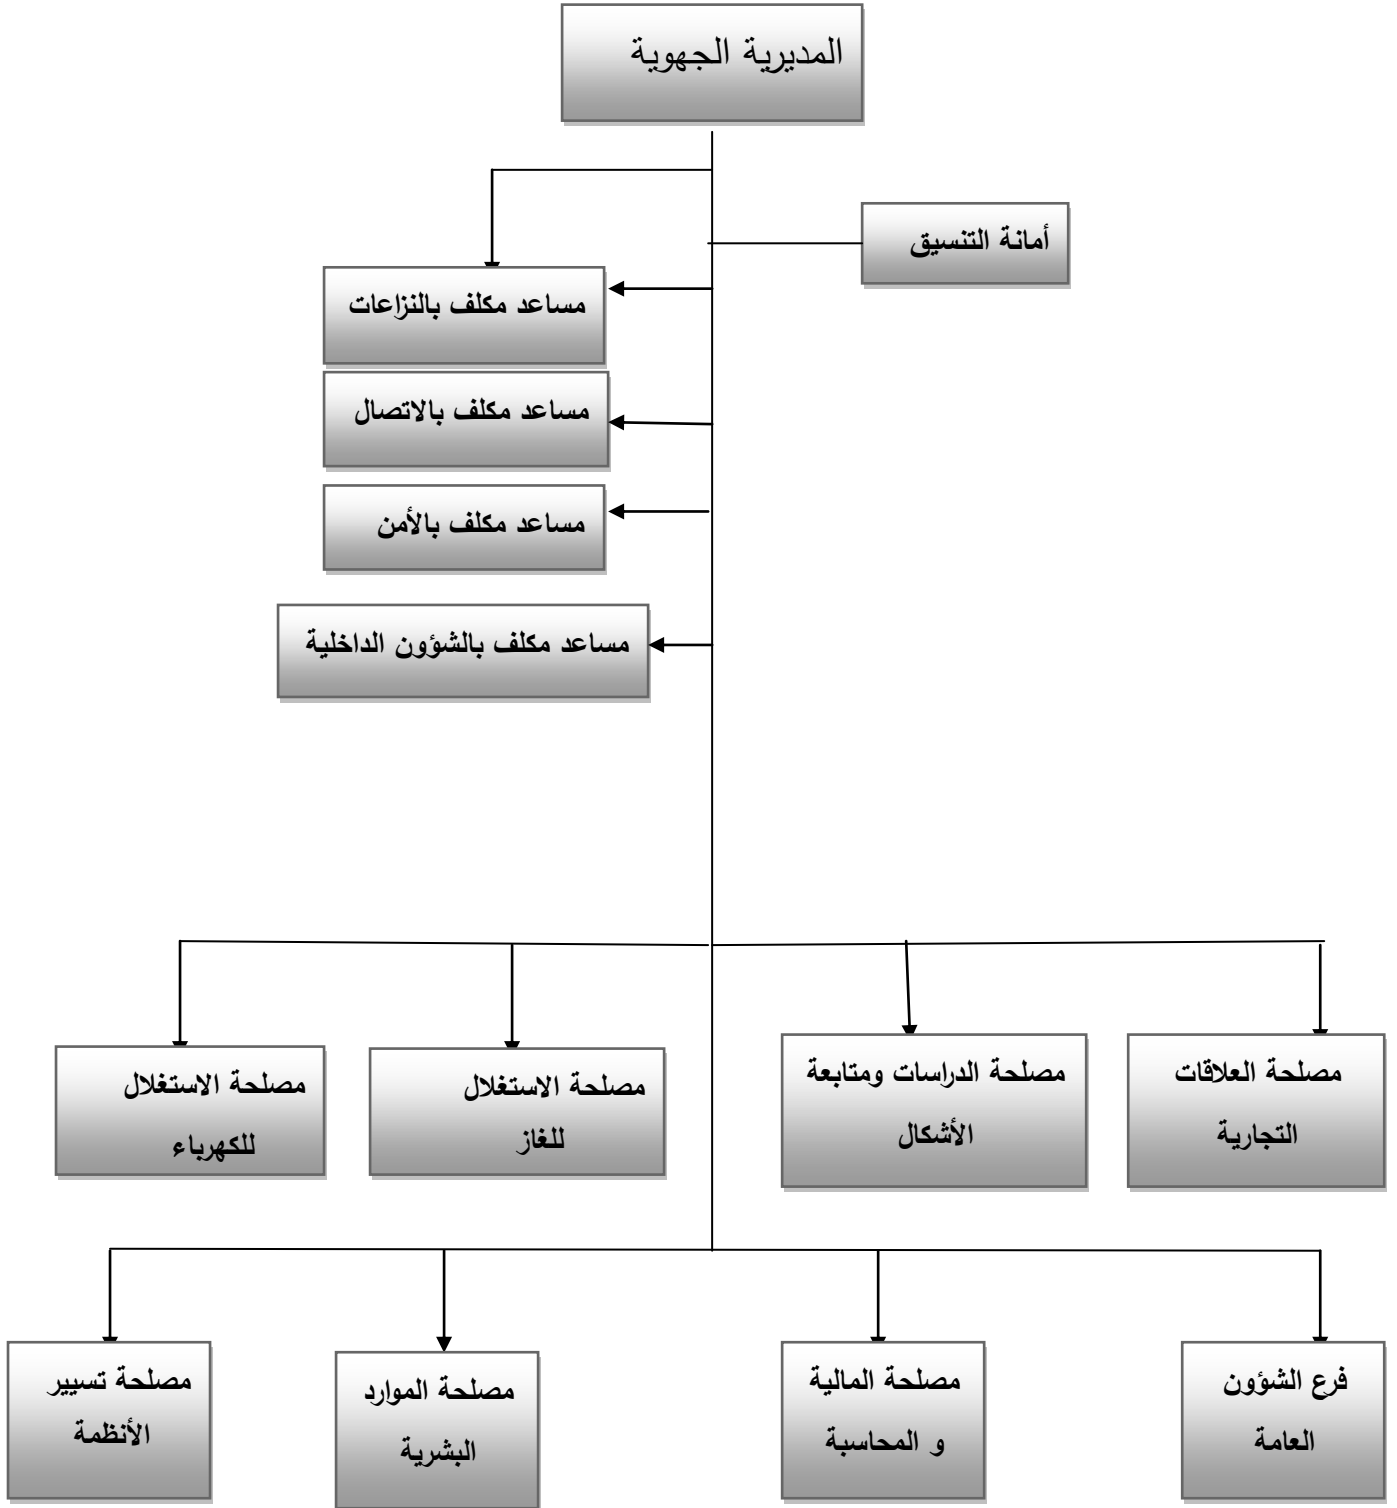 المديرية الجهوية
أمانة التنسيق
مساعد مكلف بالنزاعات
مساعد مكلف بالاتصال
مساعد مكلف بالأمن
مساعد مكلف بالشؤون الداخلية
مصلحة العلاقات
التجارية
مصلحة الدراسات ومتابعة
الأشكال
مصلحة الاستغلال
للغاز
مصلحة الاستغلال
للكهرباء
فرع الشؤون
العامة
مصلحة المالية
و المحاسبة
مصلحة الموارد
البشرية
مصلحة تسيير
الأنظمة